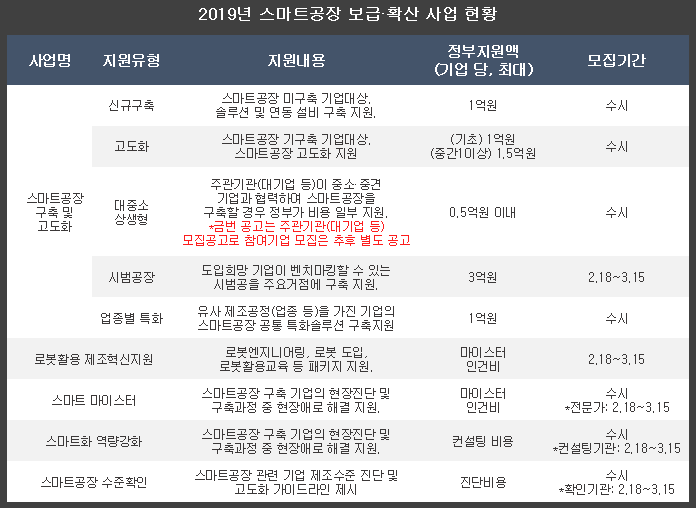 2019년 스마트공장 보급·확산 사업 현황
사업명 지원유형 지원내용 정부지원액 (기업 당, 최대) 모집기간
스마트공장
구축 및
고도화
신규구축
스마트공장 미구축 기업대상,
솔루션 및 연동 설비 구축 지원.
1억원
수시
고도화
스마트공장 기구축 기업대상,
스마트공장 고도화 지원
(기초) 1억원
(중간1이상) 1.5억원
수시
대중소
상생형
주관기관(대기업 등)이 중소·중견
기업과 협력하여 스마트공장을
구축할 경우 정부가 비용 일부 지원.
*금번 공고는 주관기관(대기업 등)
모집공고로 참여기업 모집은 추후 별도 공고
0.5억원 이내
수시
시범공장
도입희망 기업이 벤치마킹할 수 있는
시범공을 주요거점에 구축 지원.
3억원
2.18~3.15
업종별 특화
유사 제조공정(업종 등)을 가진 기업의
스마트공장 공통 특화솔루션 구축지원
1억원
수시
로봇활용 제조혁신지원
로봇엔지니어링, 로봇 도입,
로봇활용교육 등 패키지 지원.
마이스터
인건비
2.18~3.15
스마트 마이스터
스마트공장 구축 기업의 현장진단 및
구축과정 중 현장애로 해결 지원.
마이스터
인건비
수시
*전문가: 2.18~3.15
스마트화 역량강화
스마트공장 구축 기업의 현장진단 및
구축과정 중 현장애로 해결 지원.
컨설팅 비용
수시
*컨설팅기관: 2.18~3.15
스마트공장 수준확인
스마트공장 관련 기업 제조수준 진단 및
고도화 가이드라인 제시
진단비용
수시
*확인기관: 2.18~3.15